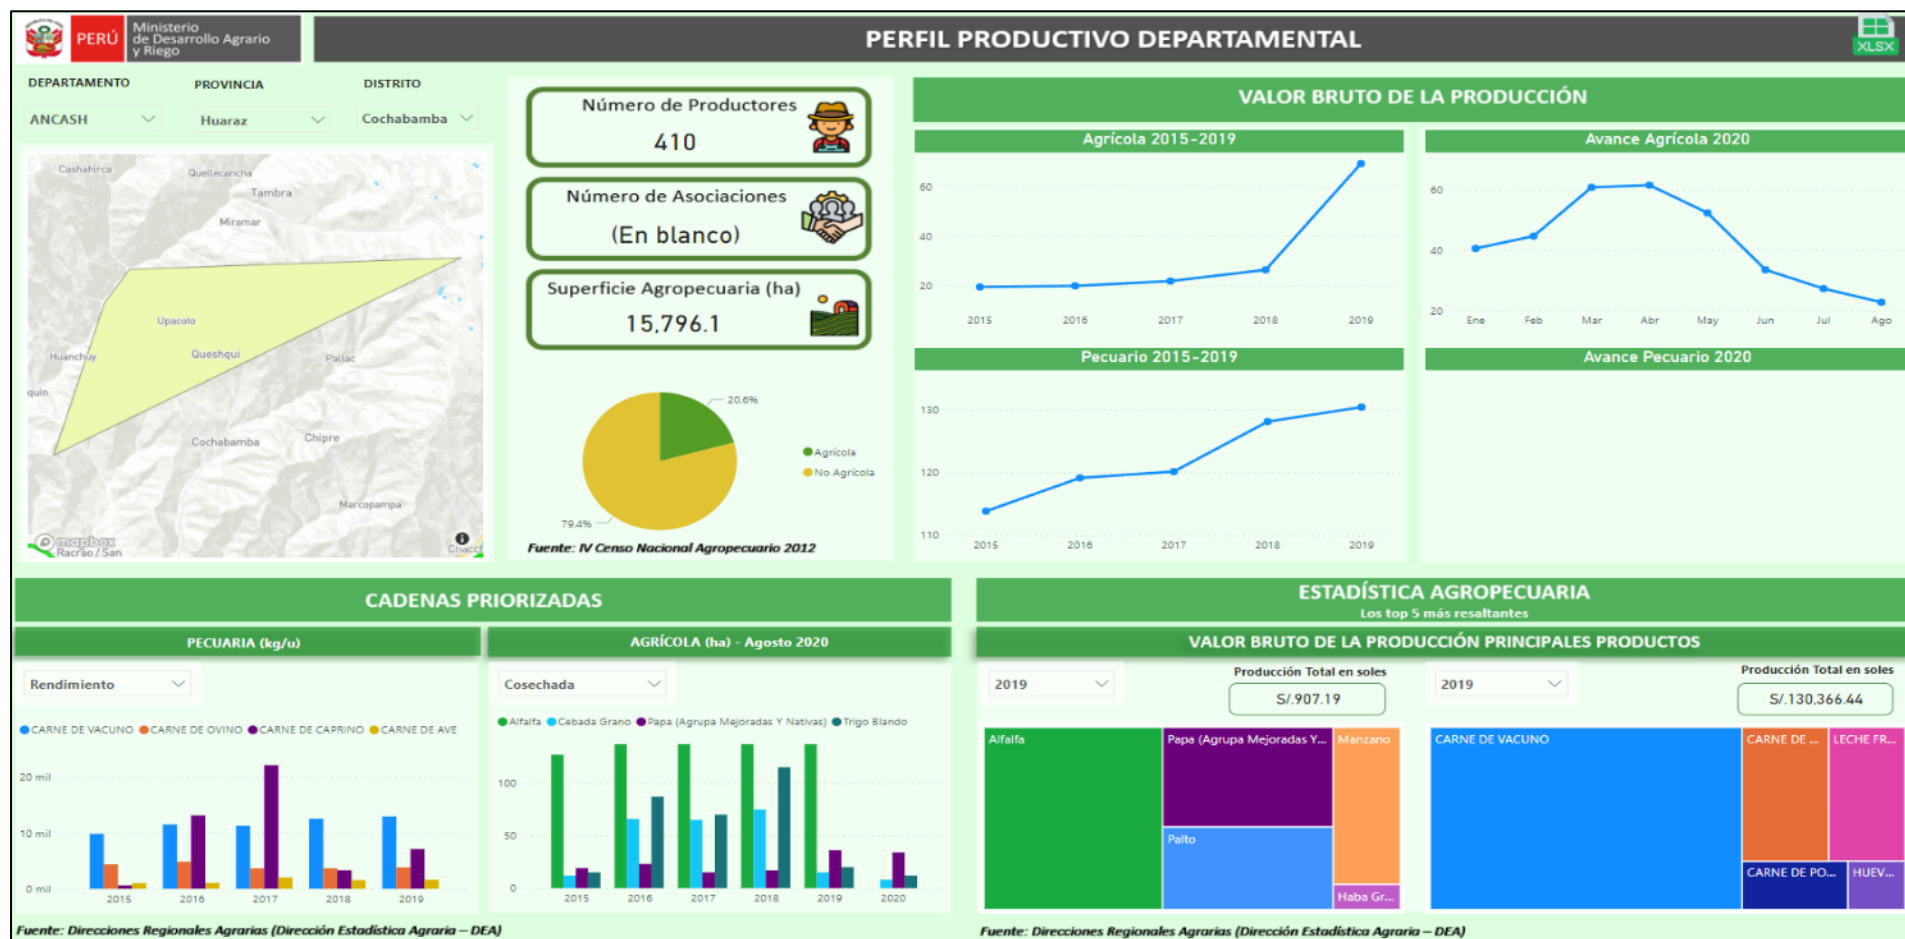 PERÚ
Ministerio
de Desarrollo Agrario
y Riego
PERFIL PRODUCTIVO DEPARTAMENTAL
XLSX
DEPARTAMENTO
PROVINCIA
DISTRITO
ANCASH
Huaraz
Cochabamba
Cashahirca
Quellecancha
Tambra
Miramar
Upacoto
Huanchuy
Queshqui
Pallac
quin
Cochabamba
Chipre
Marcopampa
mapbox
Racrao / San
Chacc
Número de Productores
410
Número de Asociaciones
(En blanco)
Superficie Agropecuaria (ha)
15,796.1
20.6%
79.4%
Agrícola
No Agrícola
Fuente: IV Censo Nacional Agropecuario 2012
VALOR BRUTO DE LA PRODUCCIÓN
Agrícola 2015-2019
60
40
20
2015 2016 2017 2018 2019
Avance Agrícola 2020
60
40
20
Ene Feb Mar Abr May Jun Jul Ago
Pecuario 2015-2019
130
120
110
2015 2016 2017 2018 2019
Avance Pecuario 2020
CADENAS PRIORIZADAS
PECUARIA (kg/u)
Rendimiento
CARNE DE VACUNO CARNE DE OVINO CARNE DE CAPRINO CARNE DE AVE
20 mil
10 mil
0 mil
2015 2016 2017 2018 2019
AGRÍCOLA (ha) - Agosto 2020
Cosechada
Alfalfa Cebada Grano Papa (Agrupa Mejoradas Y Nativas) Trigo Blando
100
50
0
2015 2016 2017 2018 2019 2020
Fuente: Direcciones Regionales Agrarias (Dirección Estadística Agraria – DEA)
ESTADÍSTICA AGROPECUARIA
Los top 5 más resaltantes
VALOR BRUTO DE LA PRODUCCIÓN PRINCIPALES PRODUCTOS
2019
Producción Total en soles
S/.907.19
Alfalfa
Papa (Agrupa Mejoradas Y...
Manzano
Palto
Haba Gr...
2019
Producción Total en soles
S/.130,366.44
CARNE DE VACUNO
CARNE DE ...
LECHE FR...
CARNE DE PO...
HUEV...
Fuente: Direcciones Regionales Agrarias (Dirección Estadística Agraria – DEA)